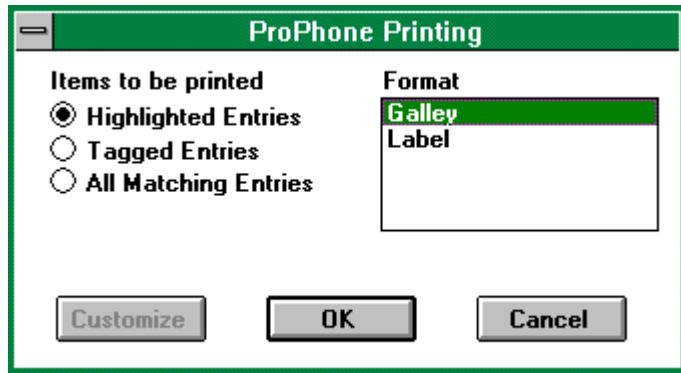 ProPhone Printing
Items to be printed
Highlighted Entries
Tagged Entries
All Matching Entries
Format
Galley
Label
Customize
OK
Cancel